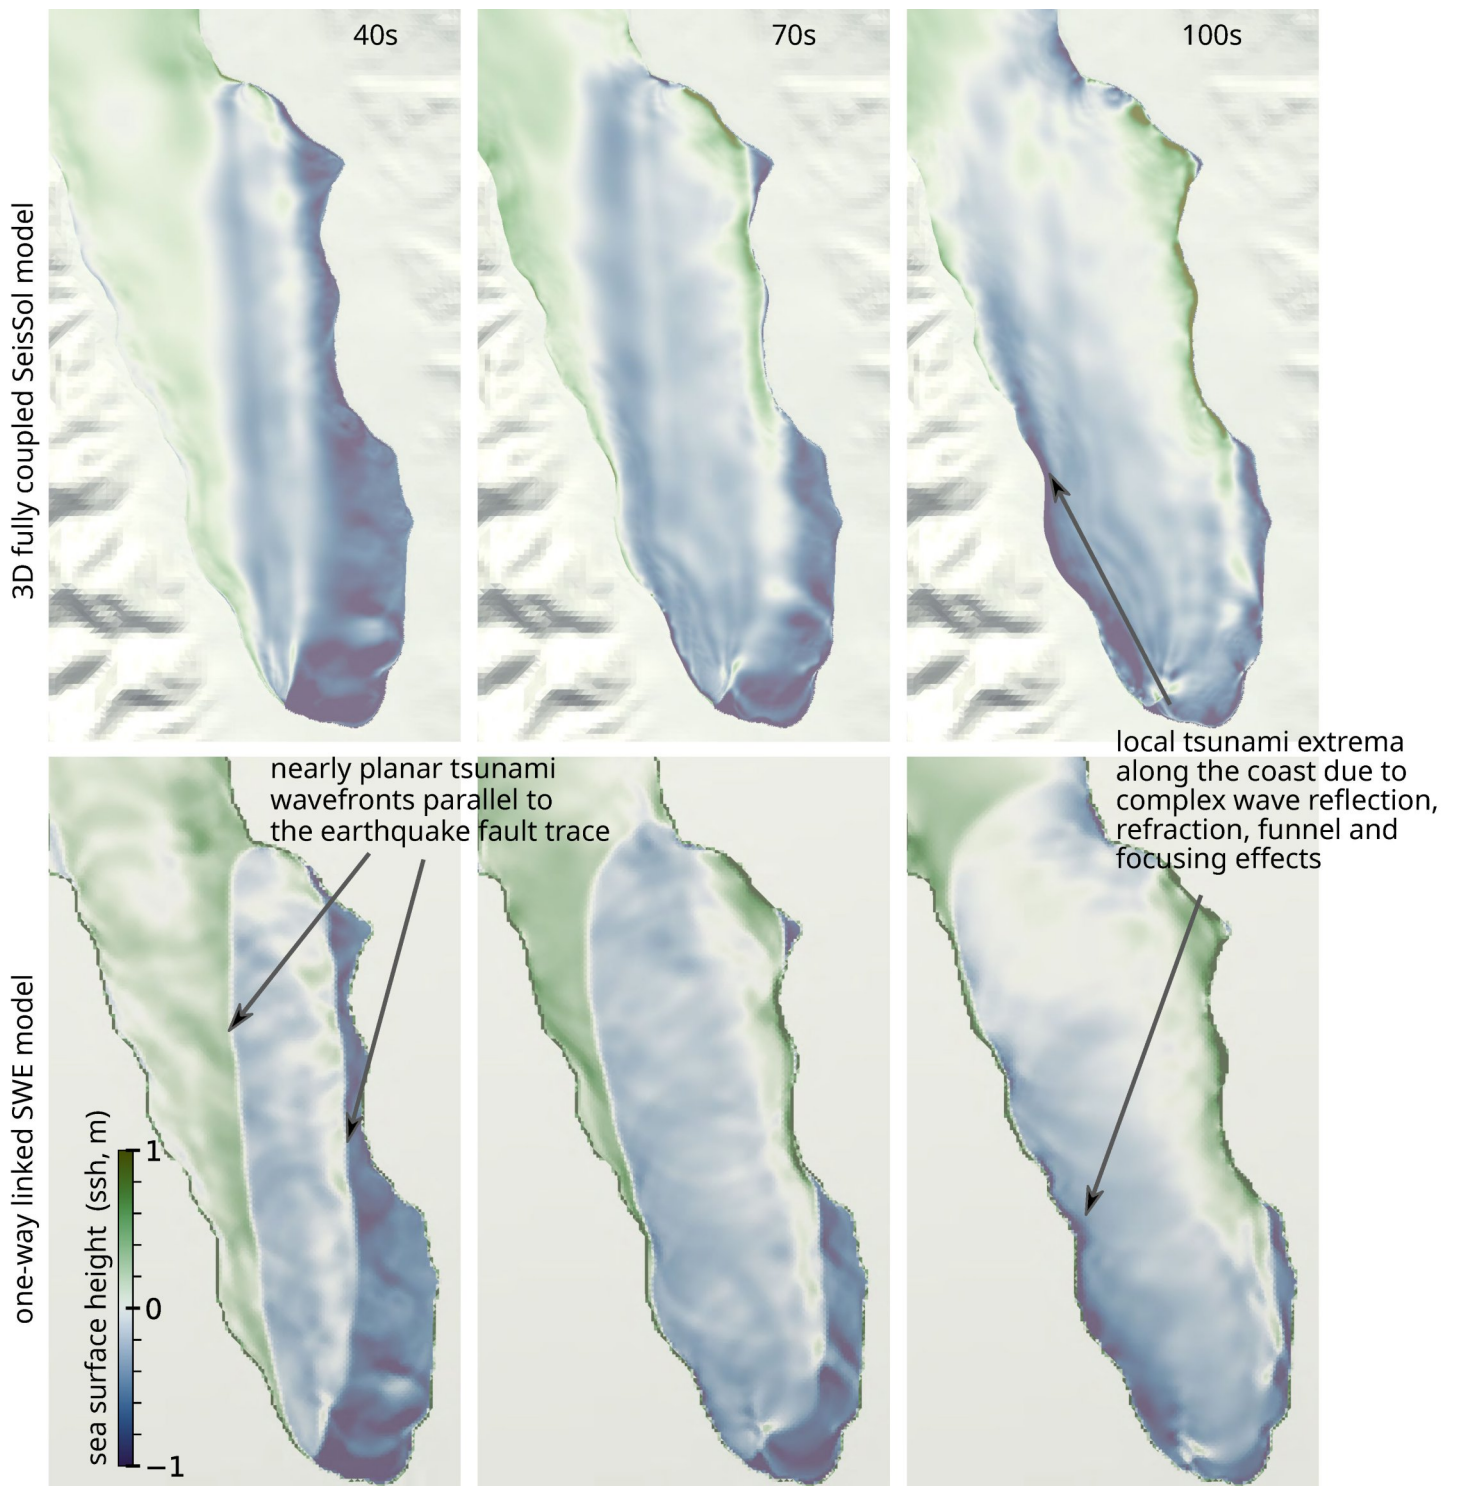 40s
70s
100s
3D fully coupled SeisSol model
nearly planar tsunami
wavefronts parallel to
the earthquake fault trace
local tsunami extrema
along the coast due to
complex wave reflection,
refraction, funnel and
focusing effects
one-way linked SWE model
sea surface height (ssh, m)
1
0
−1